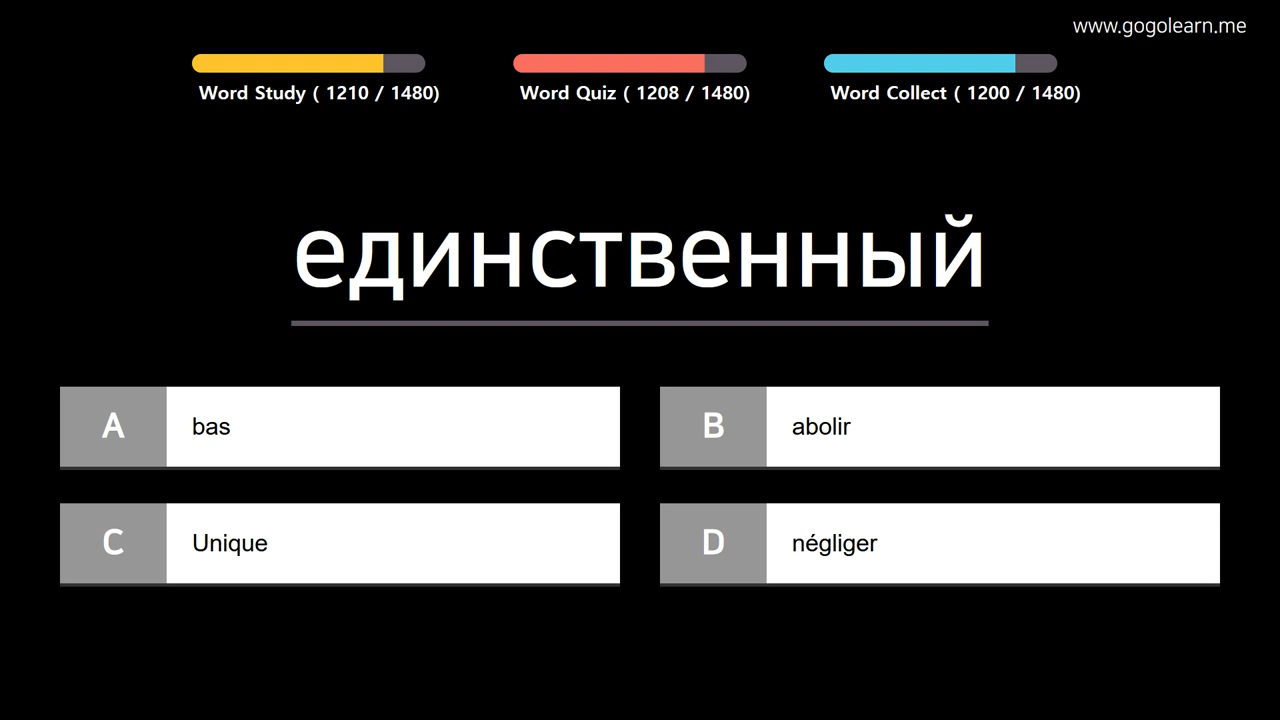 www.gogolearn.me
Word Study ( 1210 / 1480)
Word Quiz ( 1208 / 1480)
Word Collect ( 1200 / 1480)
единственный
A bas
B abolir
C Unique
D négliger